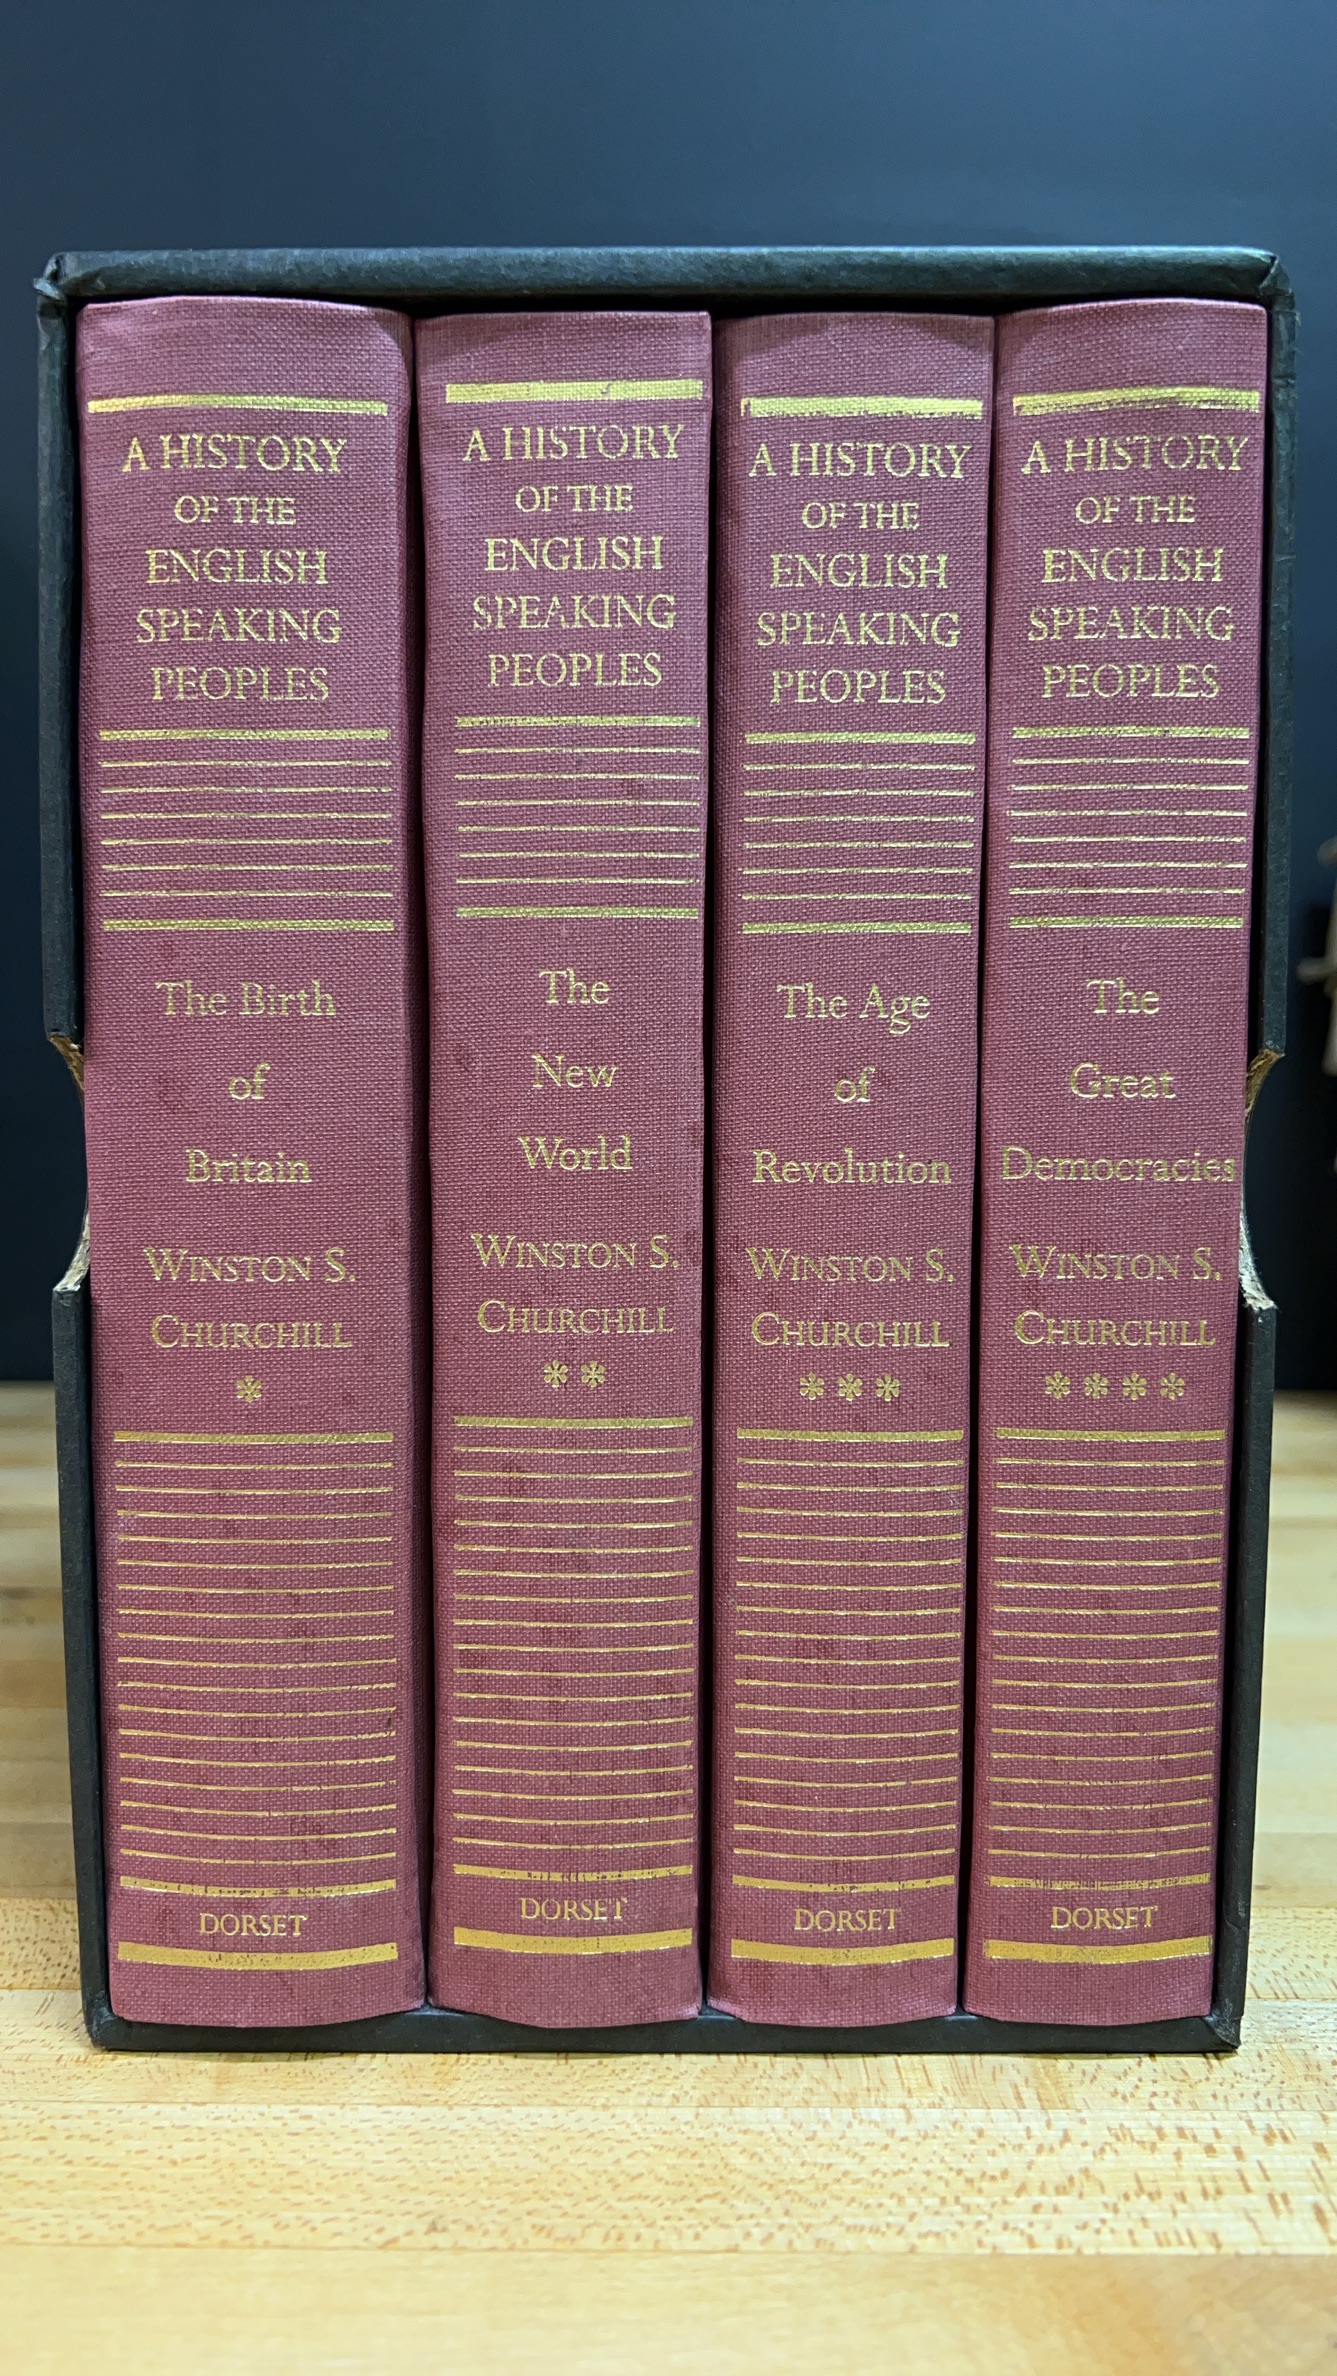 A HISTORY
OF THE
ENGLISH
SPEAKING
PEOPLES
The Birth
of
Britain
WINSTON S.
CHURCHILL
*
DORSET
A HISTORY
OF THE
ENGLISH
SPEAKING
PEOPLES
The
New
World
WINSTON S.
CHURCHILL
* *
DORSET
A HISTORY
OF THE
ENGLISH
SPEAKING
PEOPLES
The Age
of
Revolution
WINSTON S.
CHURCHILL
* * *
DORSET
A HISTORY
OF THE
ENGLISH
SPEAKING
PEOPLES
The
Great
Democracies
WINSTON S.
CHURCHILL
* * * *
DORSET